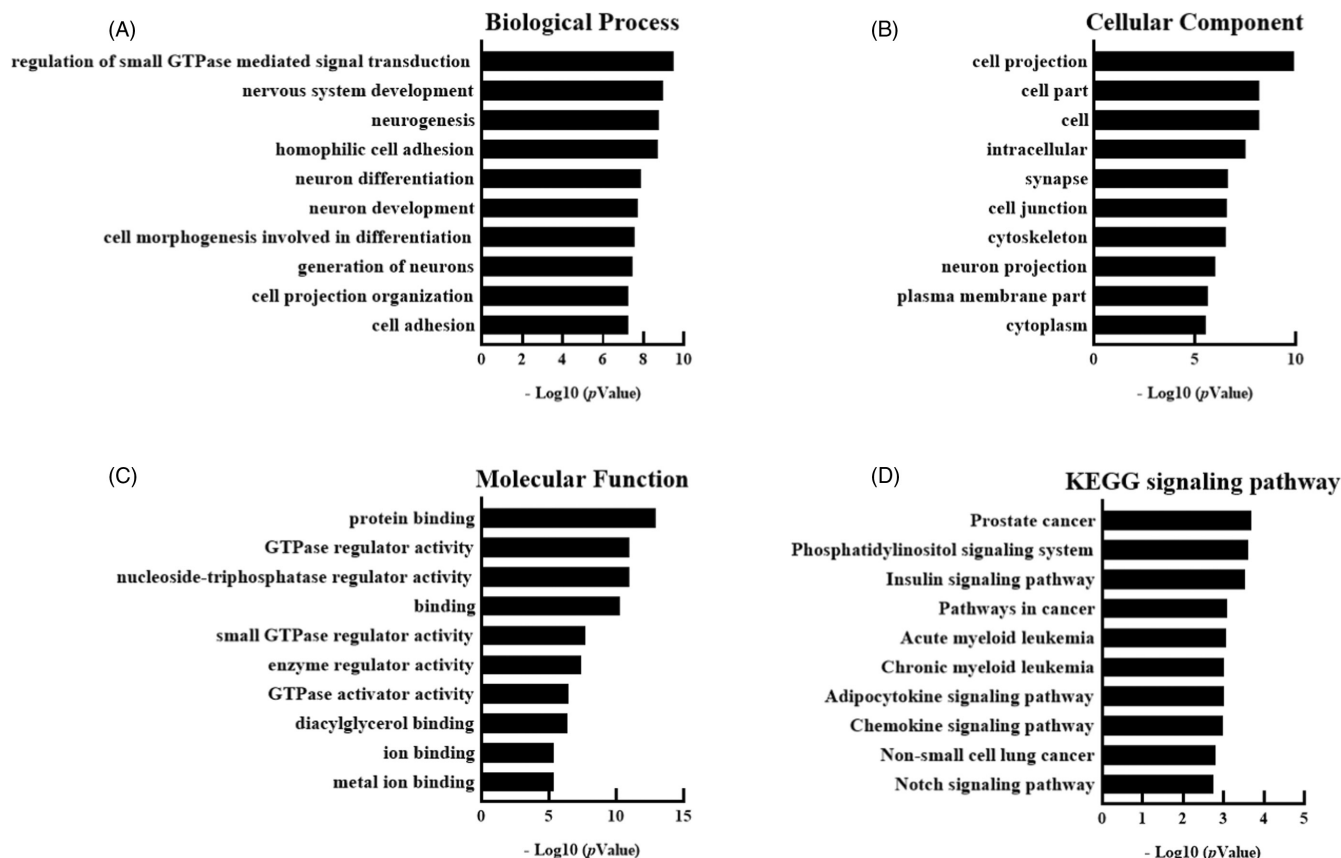 (A)
Biological Process
regulation of small GTPase mediated signal transduction
nervous system development
neurogenesis
homophilic cell adhesion
neuron differentiation
neuron development
cell morphogenesis involved in differentiation
generation of neurons
cell projection organization
cell adhesion
0 2 4 6 8 10
- Log10 (pValue)
(B)
Cellular Component
cell projection
cell part
cell
intracellular
synapse
cell junction
cytoskeleton
neuron projection
plasma membrane part
cytoplasm
0 5 10
- Log10 (pValue)
(C)
Molecular Function
protein binding
GTPase regulator activity
nucleoside-triphosphatase regulator activity
binding
small GTPase regulator activity
enzyme regulator activity
GTPase activator activity
diacylglycerol binding
ion binding
metal ion binding
0 5 10 15
- Log10 (pValue)
(D)
KEGG signaling pathway
Prostate cancer
Phosphatidylinositol signaling system
Insulin signaling pathway
Pathways in cancer
Acute myeloid leukemia
Chronic myeloid leukemia
Adipocytokine signaling pathway
Chemokine signaling pathway
Non-small cell lung cancer
Notch signaling pathway
0 1 2 3 4 5
- Log10 (pValue)